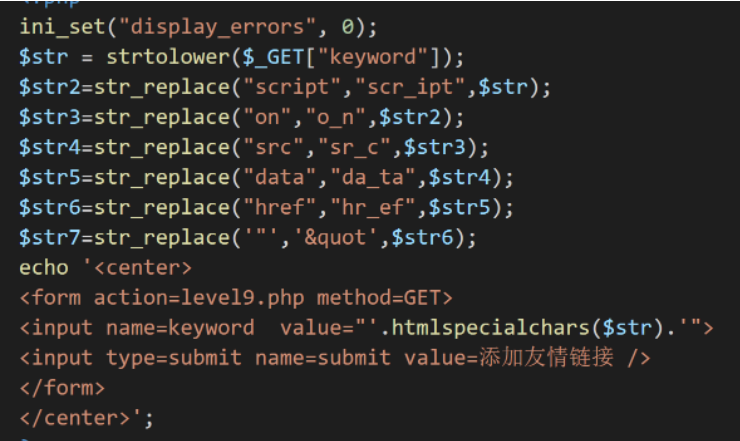 ini_set("display_errors", 0);
$str = strtolower($_GET["keyword"]);
$str2=str_replace("script","scr_ipt",$str);
$str3=str_replace("on","o_n",$str2);
$str4=str_replace("src","sr_c",$str3);
$str5=str_replace("data","da_ta",$str4);
$str6=str_replace("href","hr_ef",$str5);
$str7=str_replace('"','&quot',$str6);
echo '<center>
<form action=level9.php method=GET>
<input name=keyword  value="'.htmlspecialchars($str).'">
<input type=submit name=submit value=添加友情链接 />
</form>
</center>';